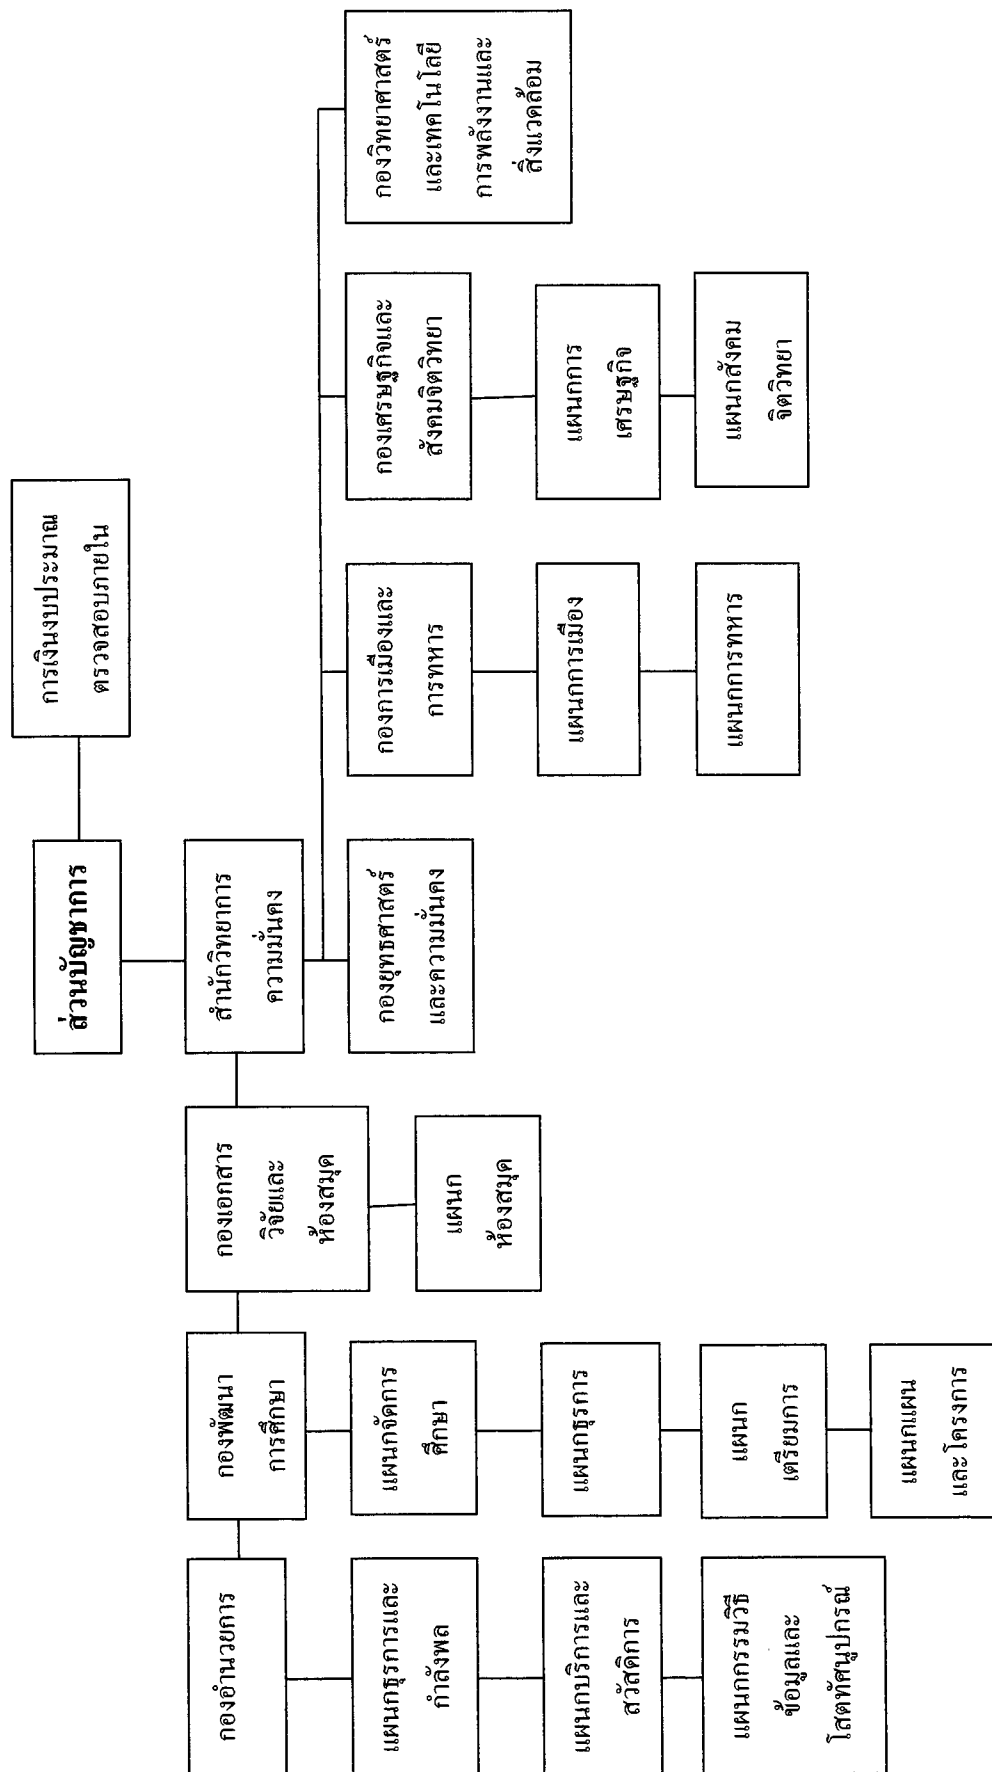 การเงินงบประมาณ
ตรวจสอบภายใน
ส่วนบัญชาการ
กองอำนวยการ
กองพัฒนา
การศึกษา
กองเอกสาร
วิจัยและ
ห้องสมุด
สำนักวิทยาการ
ความมั่นคง
แผนกธุรการและ
กำลังพล
แผนกจัดการ
ศึกษา
แผนก
ห้องสมุด
กองยุทธศาสตร์
และความมั่นคง
กองการเมืองและ
การทหาร
กองเศรษฐกิจและ
สังคมจิตวิทยา
กองวิทยาศาสตร์
และเทคโนโลยี
การพลังงานและ
สิ่งแวดล้อม
แผนกบริการและ
สวัสดิการ
แผนกธุรการ
แผนกการเมือง
แผนกการ
เศรษฐกิจ
แผนกกรรมวิธี
ข้อมูลและ
โสตทัศนูปกรณ์
แผนก
เตรียมการ
แผนกการทหาร
แผนกสังคม
จิตวิทยา
แผนกแผน
และโครงการ